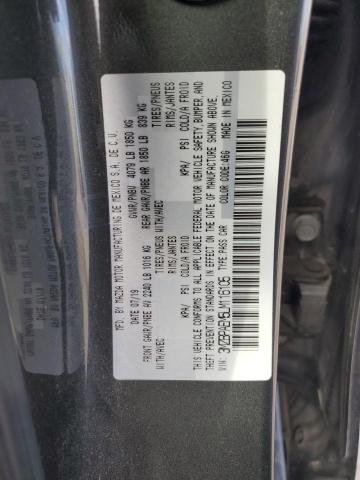 MFD. BY MAZDA MOTOR MANUFACTURING DE MEXICO S.A. DE C.V.
DATE 07/19 GVWR/PNBV 4079 LB 1850 KG
FRONT GAWR/PNBE AV 2240 LB 1016 KG REAR GAWR/PNBE AR 1850 LB 839 KG
WITH/AVEC TIRES/PNEUS WITH/AVEC TIRES/PNEUS
RIMS/JANTES RIMS/JANTES
KPA/ PSI COLD/A FROID KPA/ PSI COLD/A FROID
THIS VEHICLE CONFORMS TO ALL APPLICABLE FEDERAL MOTOR VEHICLE SAFETY, BUMPER, AND
THEFT PREVENTION STANDARDS IN EFFECT ON THE DATE OF MANUFACTURE SHOWN ABOVE.
VIN: TYPE:PASS CAR COLOR CODE:46G MADE IN MEXICO